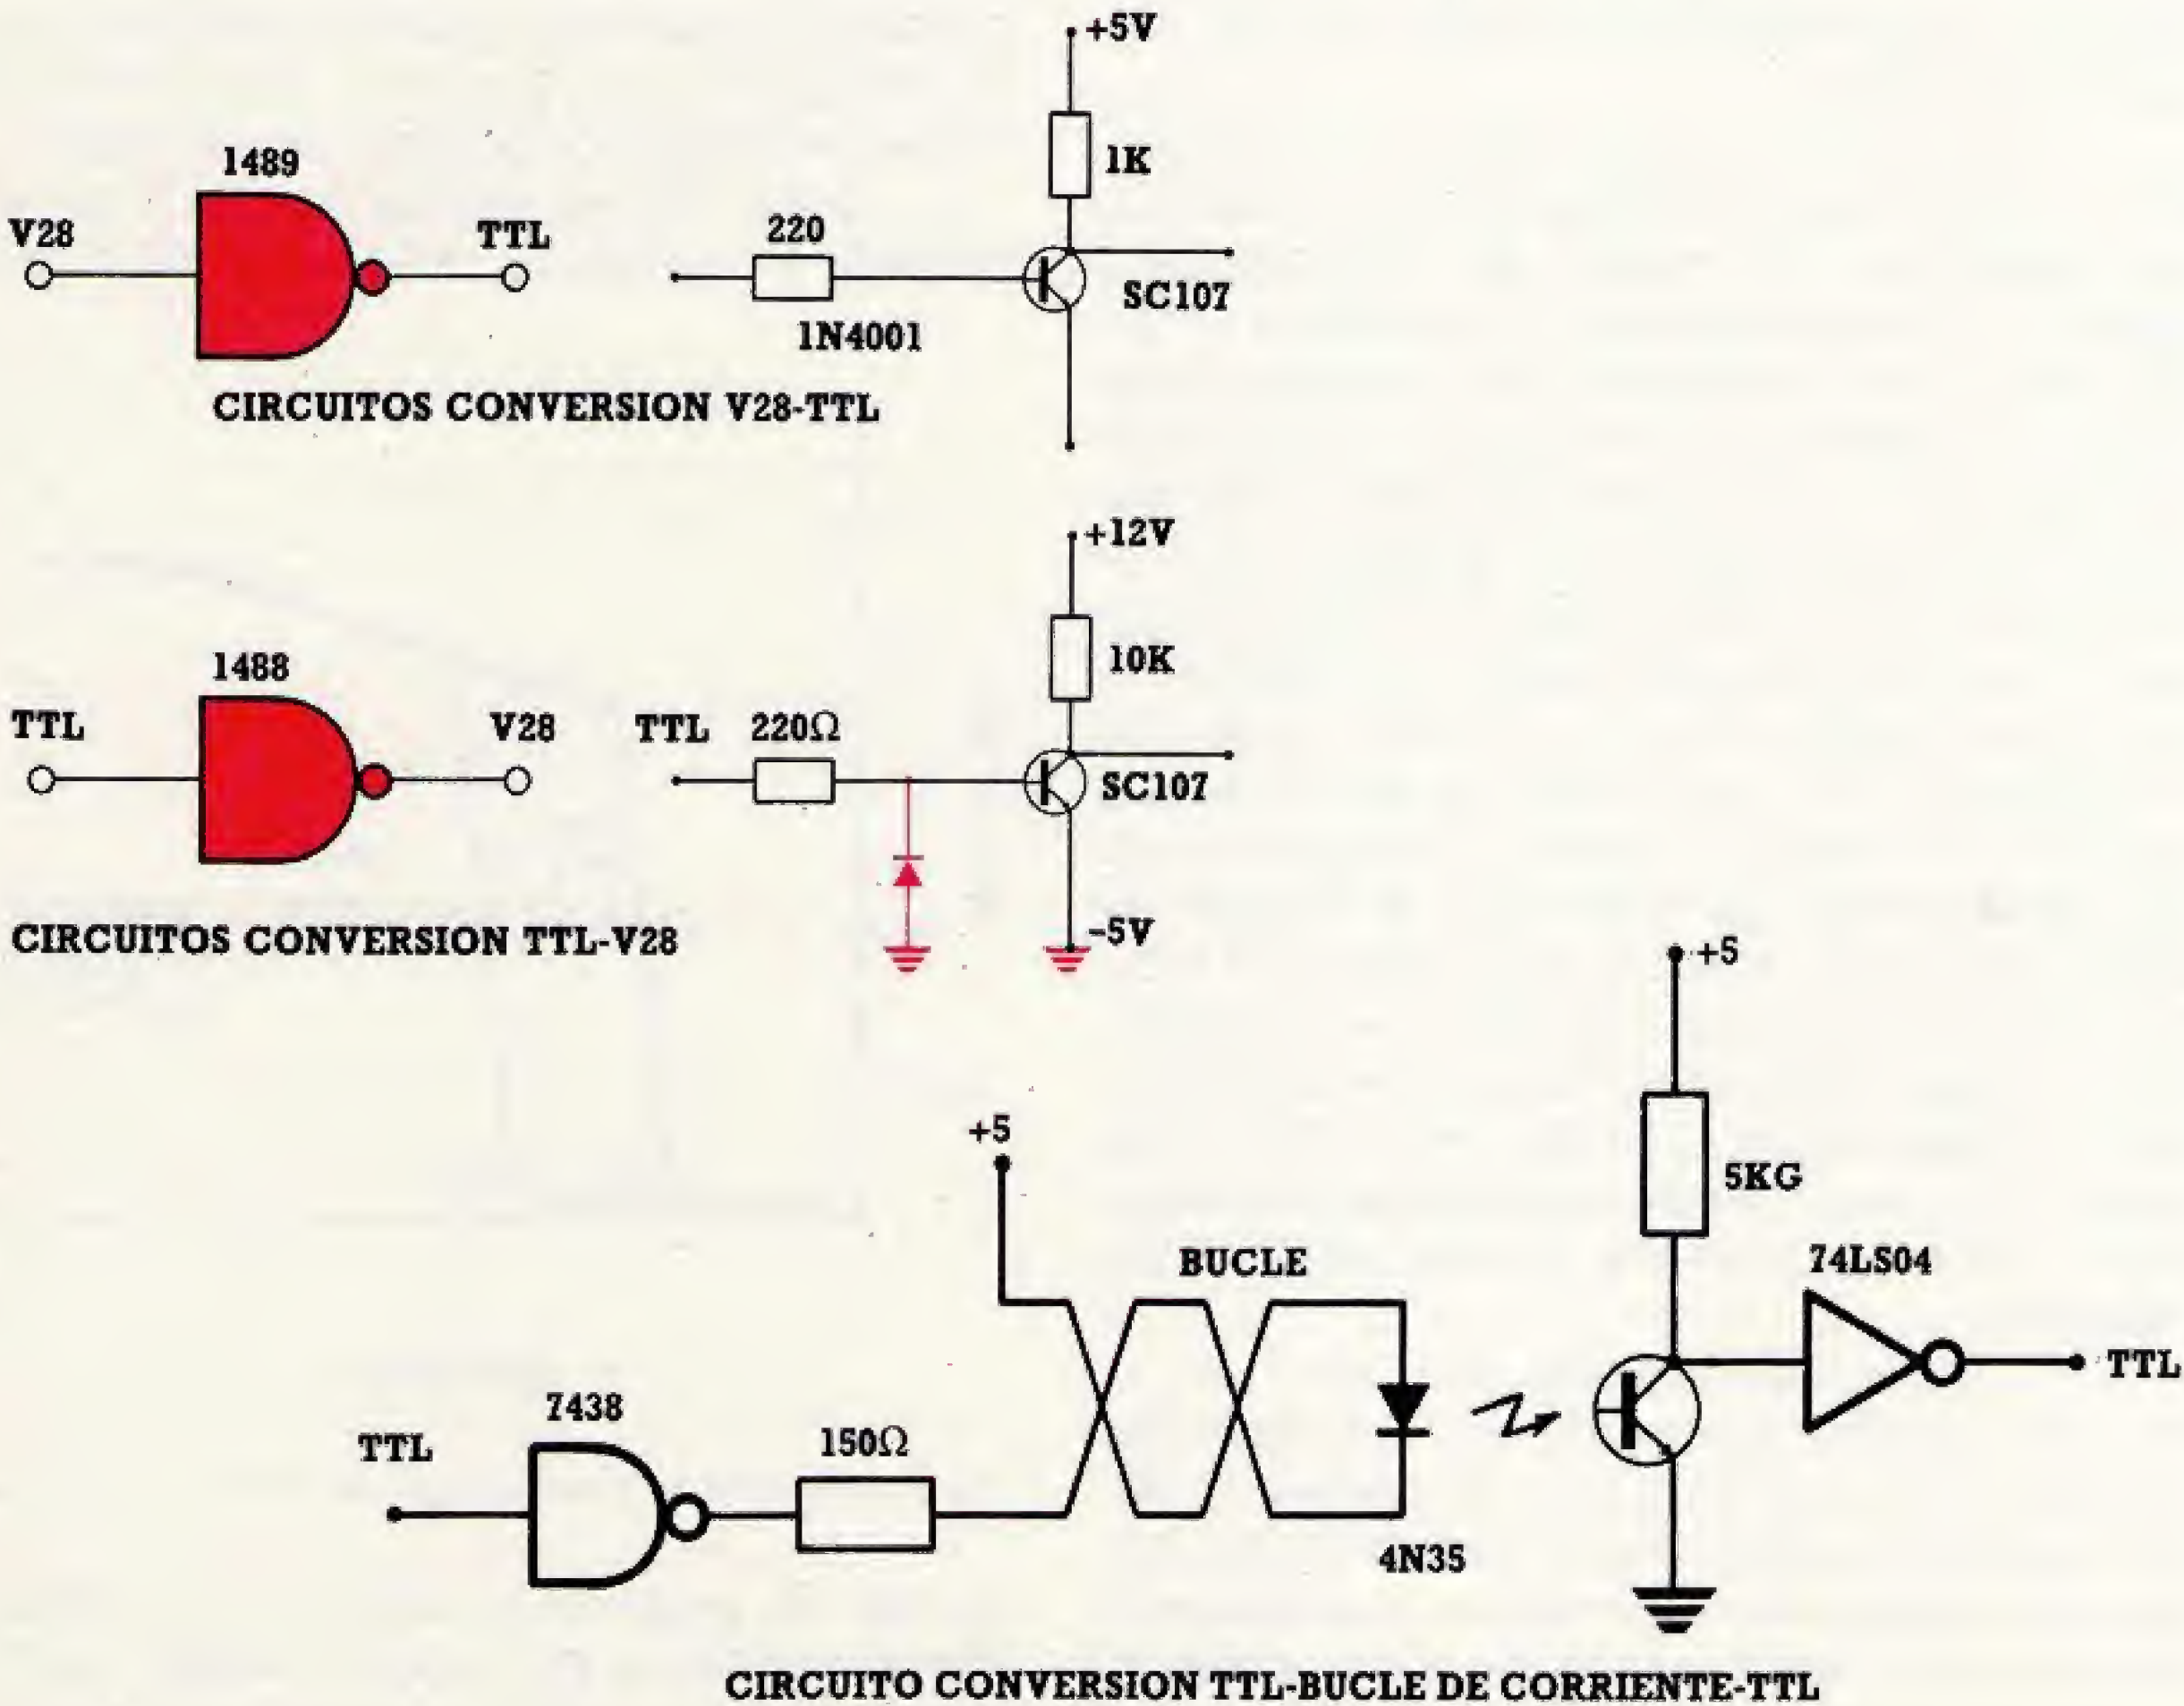 +5V
1K
1489
V28
TTL
220
SC107
1N4001
CIRCUITOS CONVERSION V28-TTL
+12V
10K
1488
TTL
V28
TTL
220Ω
SC107
-5V
CIRCUITOS CONVERSION TTL-V28
+5
+5
5KG
BUCLE
74LS04
TTL
7438
TTL
150Ω
4N35
CIRCUITO CONVERSION TTL-BUCLE DE CORRIENTE-TTL